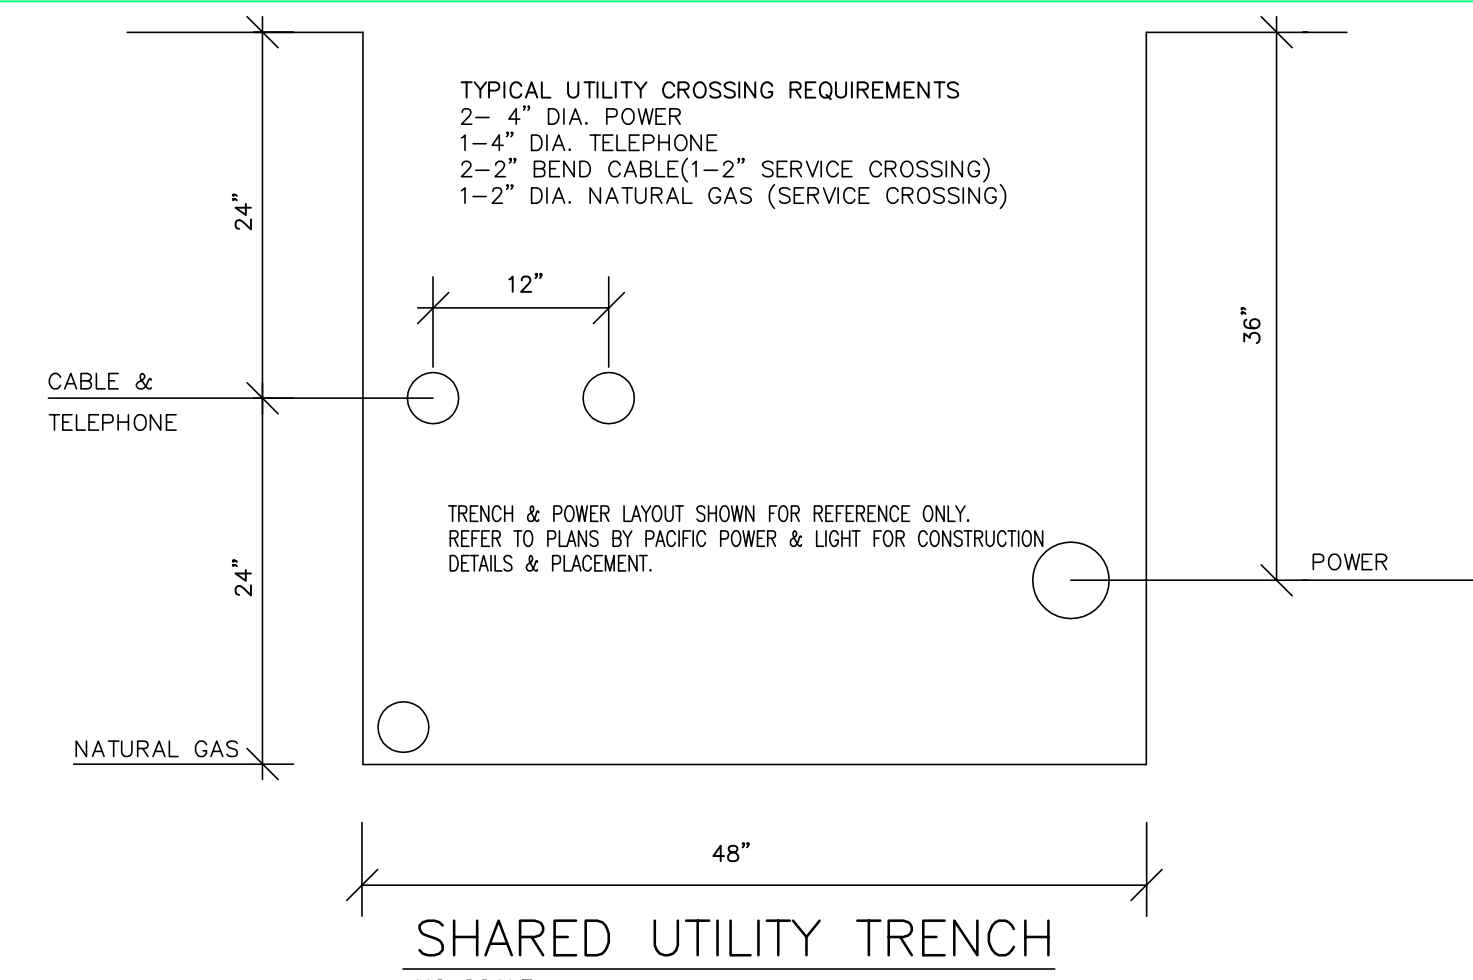 TYPICAL UTILITY CROSSING REQUIREMENTS
2- 4" DIA. POWER
1-4" DIA. TELEPHONE
2-2" BEND CABLE(1-2" SERVICE CROSSING)
1-2" DIA. NATURAL GAS (SERVICE CROSSING)
24"
12"
36"
CABLE &
TELEPHONE
TRENCH & POWER LAYOUT SHOWN FOR REFERENCE ONLY.
REFER TO PLANS BY PACIFIC POWER & LIGHT FOR CONSTRUCTION
DETAILS & PLACEMENT.
24"
POWER
NATURAL GAS
48"
SHARED UTILITY TRENCH